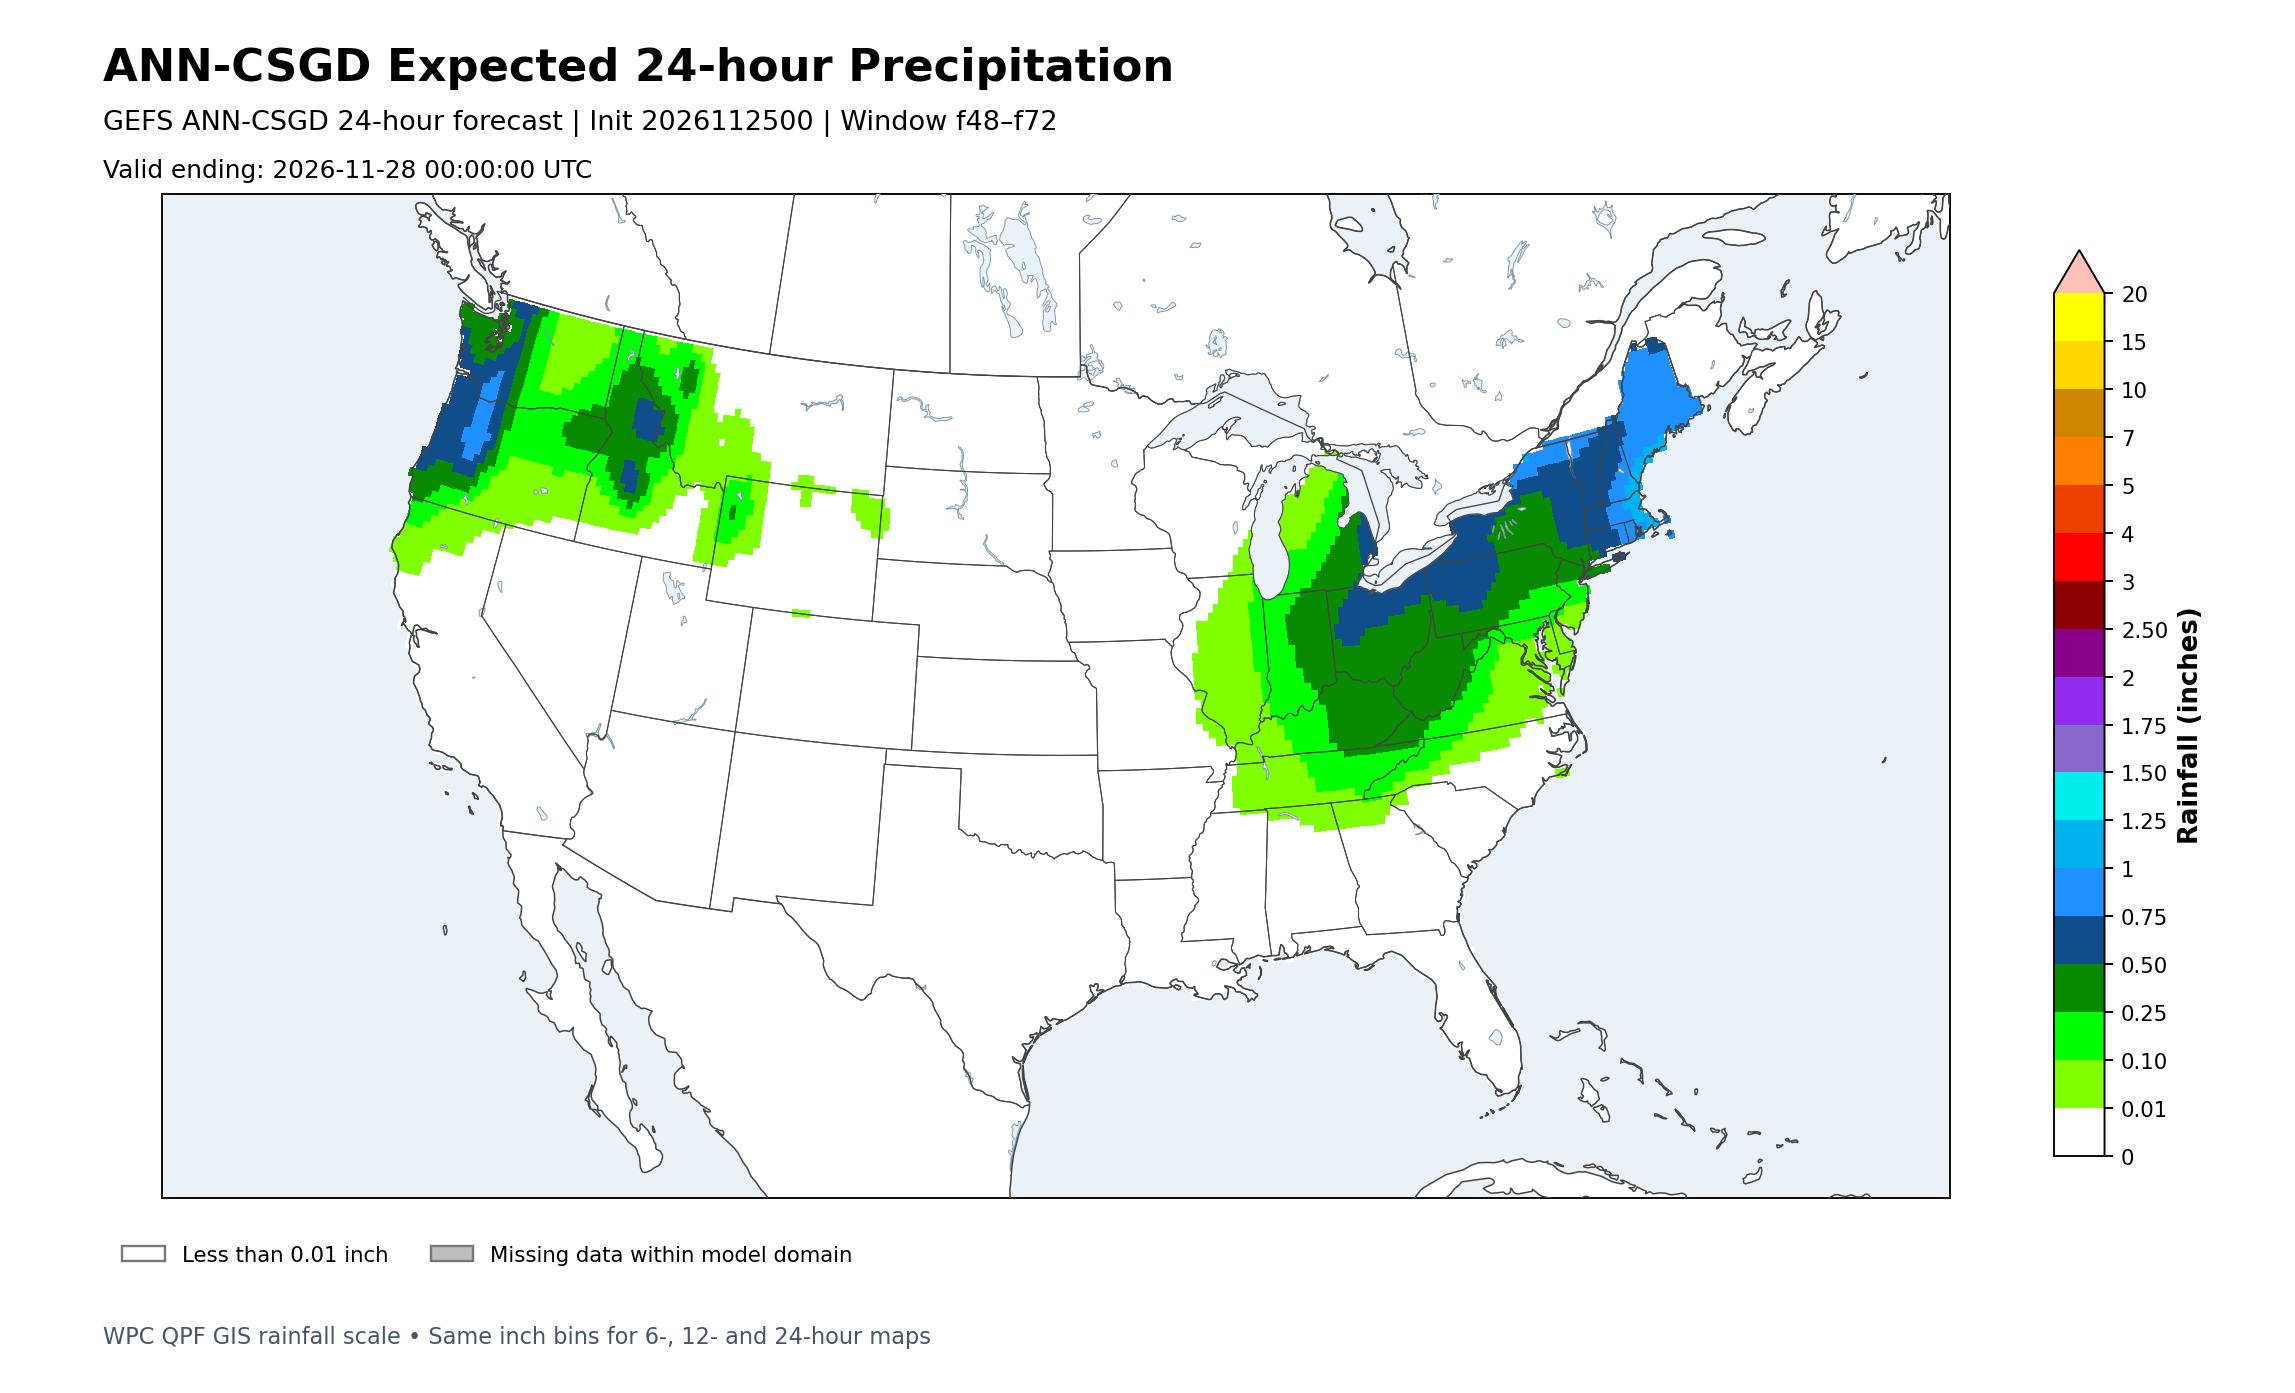 ANN-CSGD Expected 24-hour Precipitation
GEFS ANN-CSGD 24-hour forecast | Init 2026112500 | Window f48–f72
Valid ending: 2026-11-28 00:00:00 UTC
20
15
10
7
5
4
3
2.50
2
1.75
1.50
1.25
1
0.75
0.50
0.25
0.10
0.01
0
Rainfall (inches)
Less than 0.01 inch
Missing data within model domain
WPC QPF GIS rainfall scale • Same inch bins for 6-, 12- and 24-hour maps